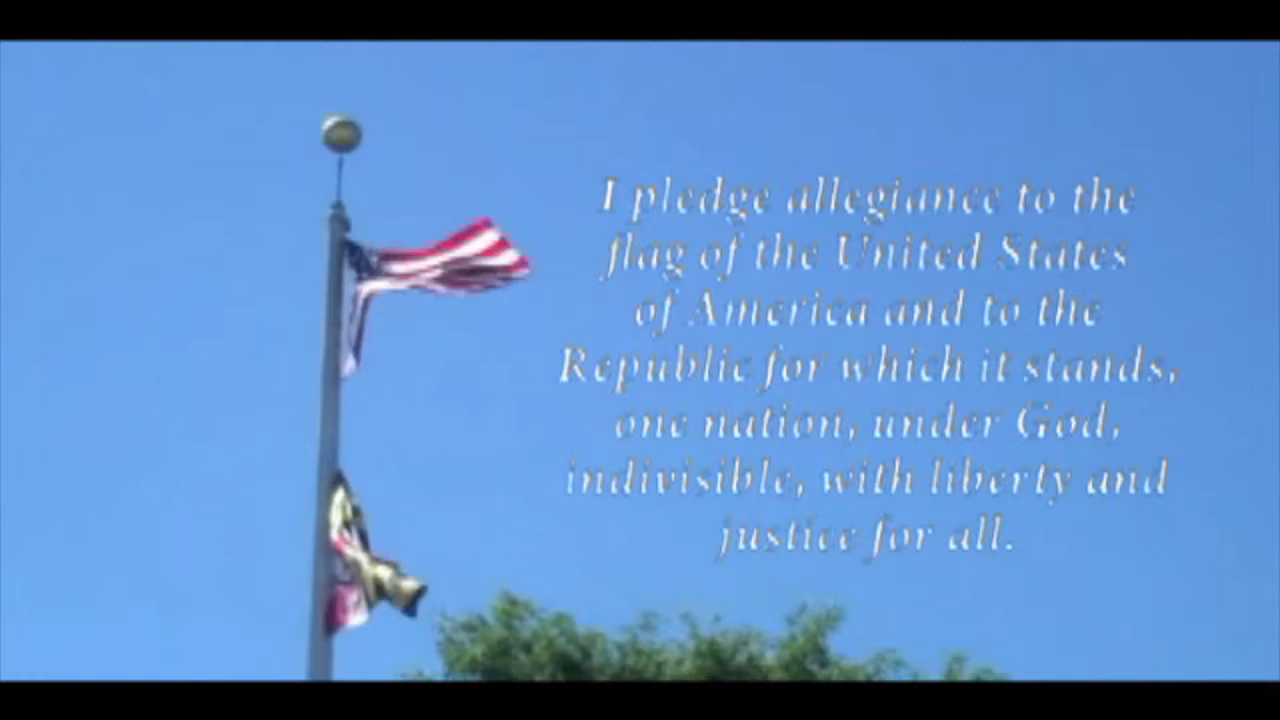 I pledge allegiance to the
flag of the United States
of America and to the
Republic for which it stands,
one nation, under God,
indivisible, with liberty and
justice for all.